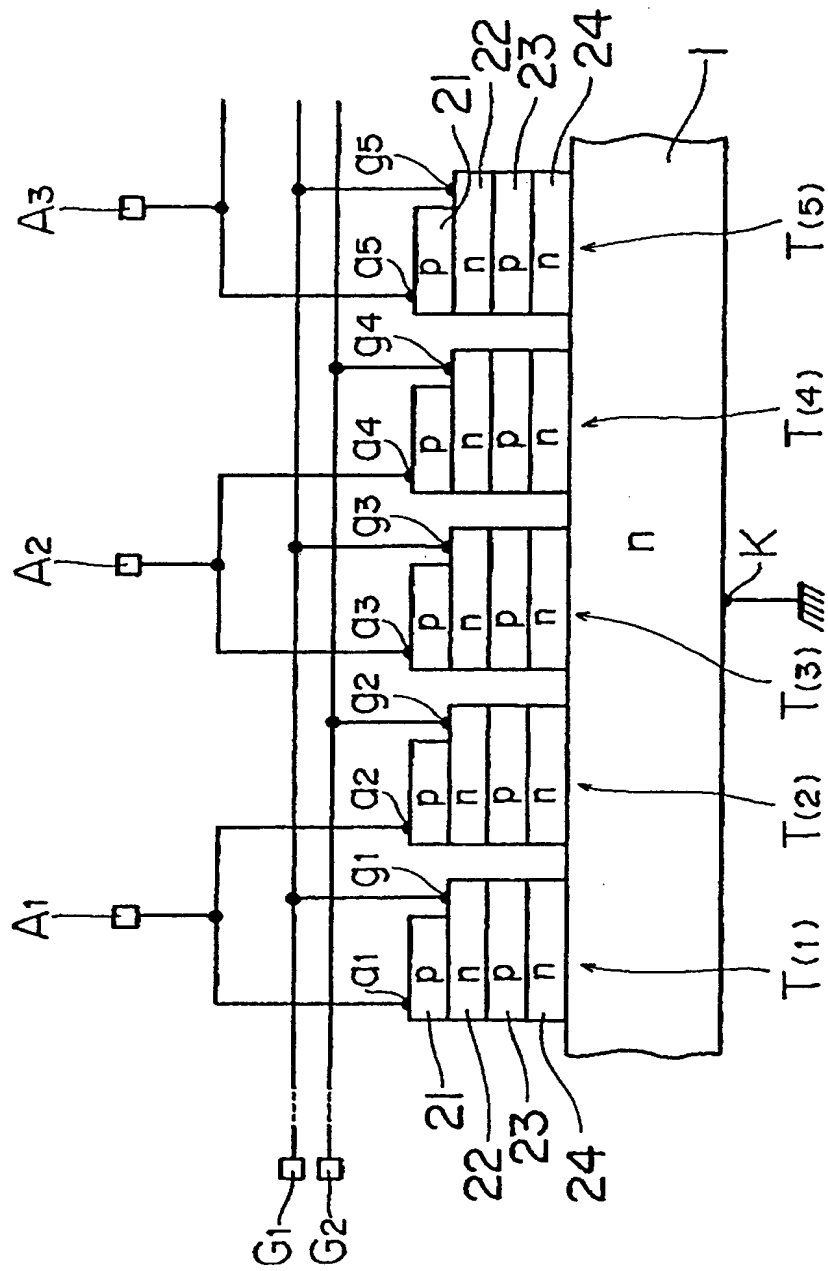 A1 A2 A3
G1
G2
a1 g1 a2 g2 a3 g3 a4 g4 a5 g5
21 p p p p p 21
22 n n n n n 22
23 p p p p p 23
24 n n n n n 24
n 1
K
T(1) T(2) T(3) T(4) T(5)